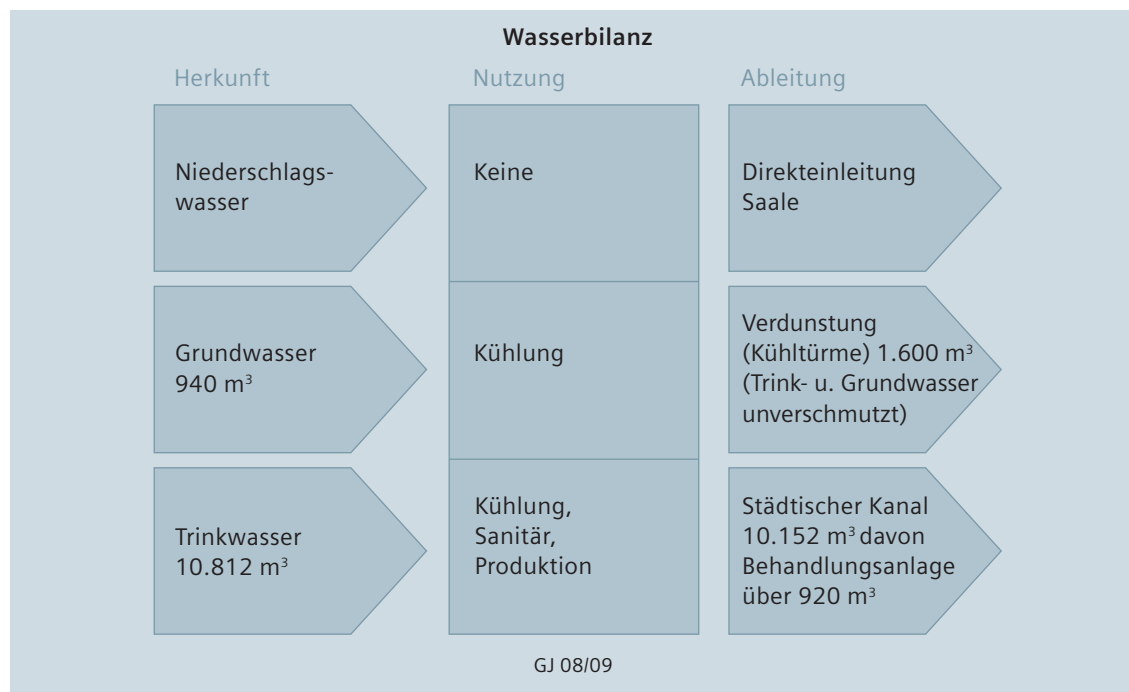 Wasserbilanz
Herkunft
Nutzung
Ableitung
Niederschlags-
wasser
Keine
Direkteinleitung
Saale
Grundwasser
940 m³
Kühlung
Verdunstung
(Kühltürme) 1.600 m³
(Trink- u. Grundwasser
unverschmutzt)
Trinkwasser
10.812 m³
Kühlung,
Sanitär,
Produktion
Städtischer Kanal
10.152 m³ davon
Behandlungsanlage
über 920 m³
GJ 08/09